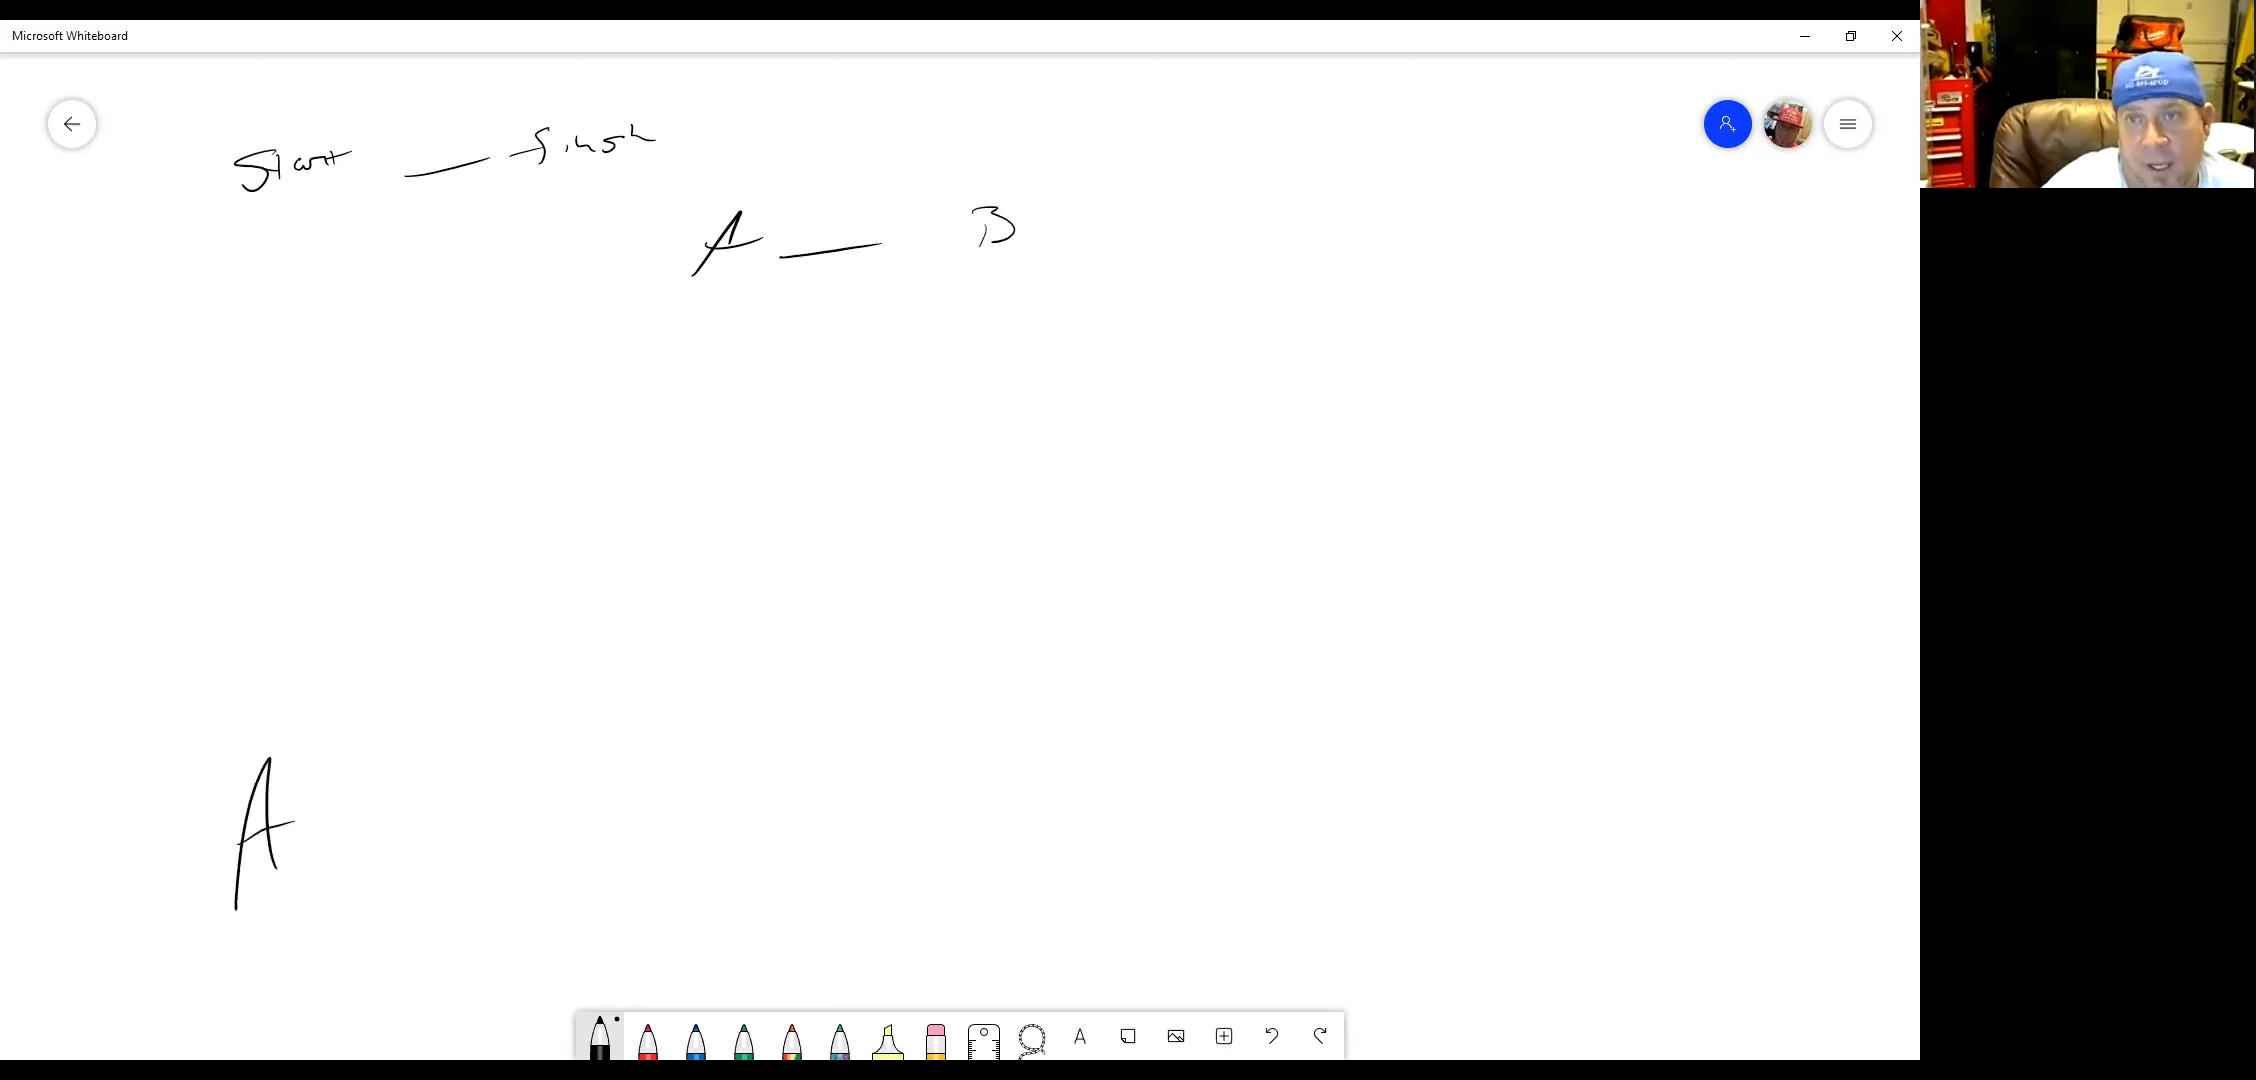 Microsoft Whiteboard
Start — finish
A — B
A
A